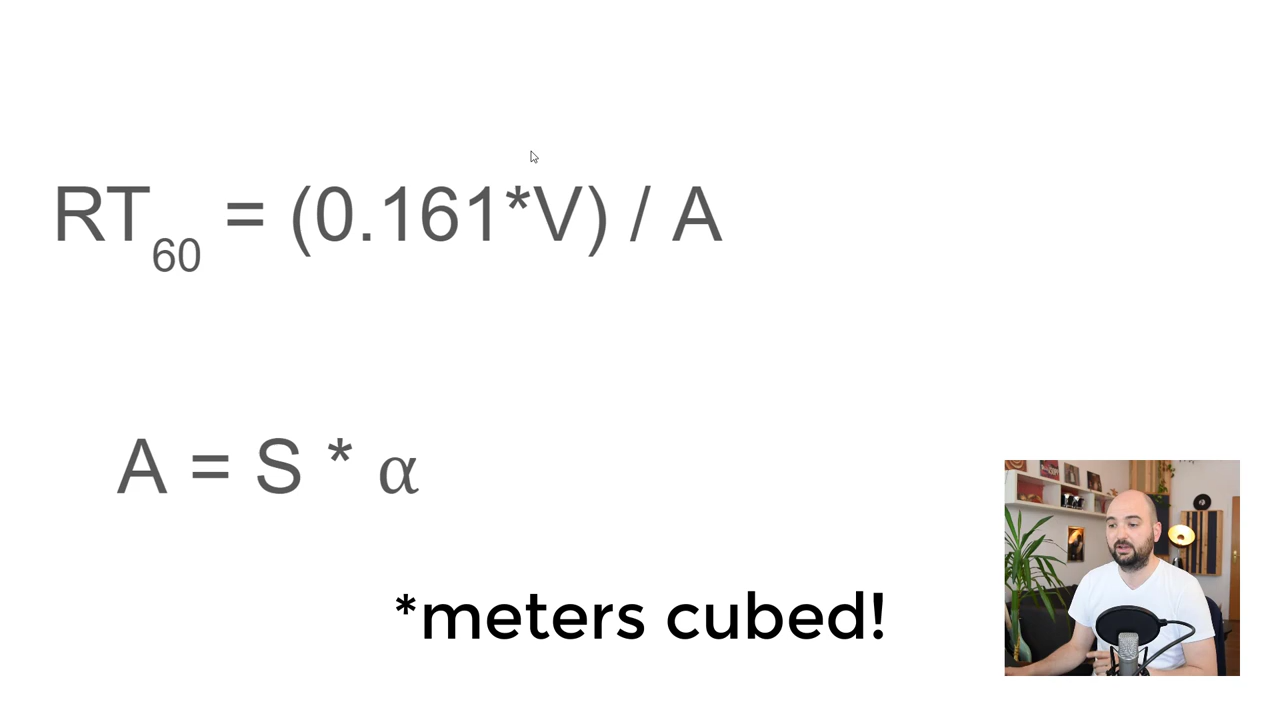 RT60 = (0.161*V) / A
A = S * α
*meters cubed!